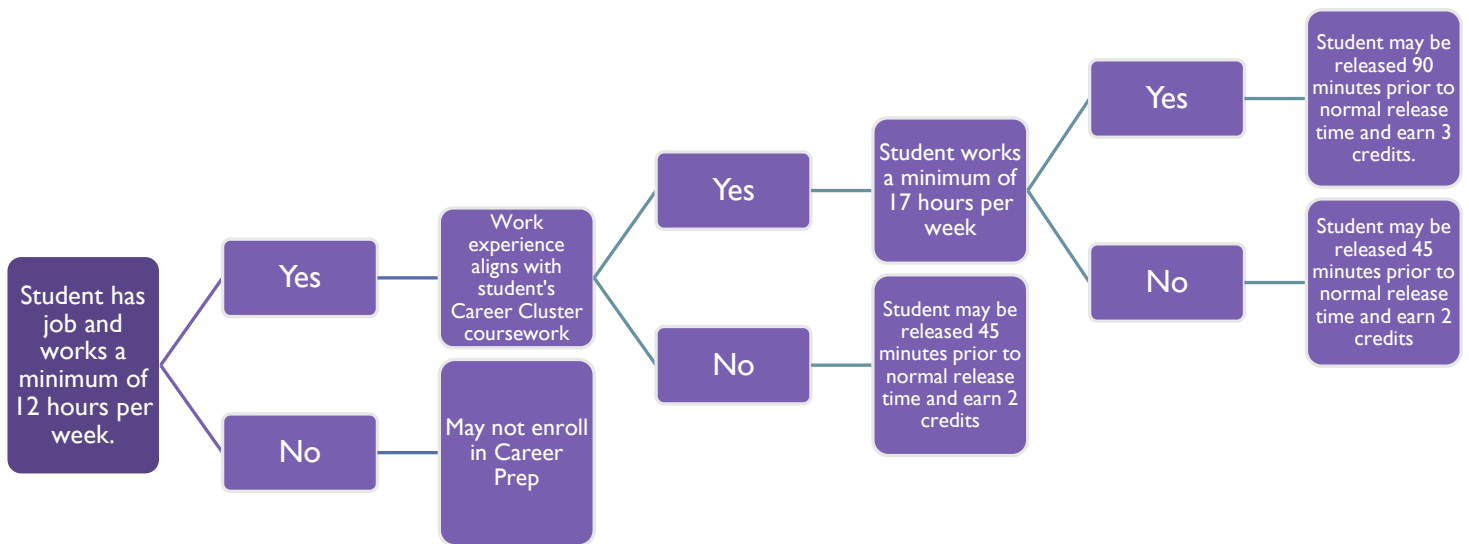 Student has
job and
works a
minimum of
12 hours per
week.
Yes
Work
experience
aligns with
student's
Career Cluster
coursework
Yes
Student works
a minimum of
17 hours per
week
Yes
Student may be
released 90
minutes prior to
normal release
time and earn 3
credits.
No
Student may be
released 45
minutes prior to
normal release
time and earn 2
credits
No
Student may be
released 45
minutes prior to
normal release
time and earn 2
credits
No
May not enroll
in Career
Prep